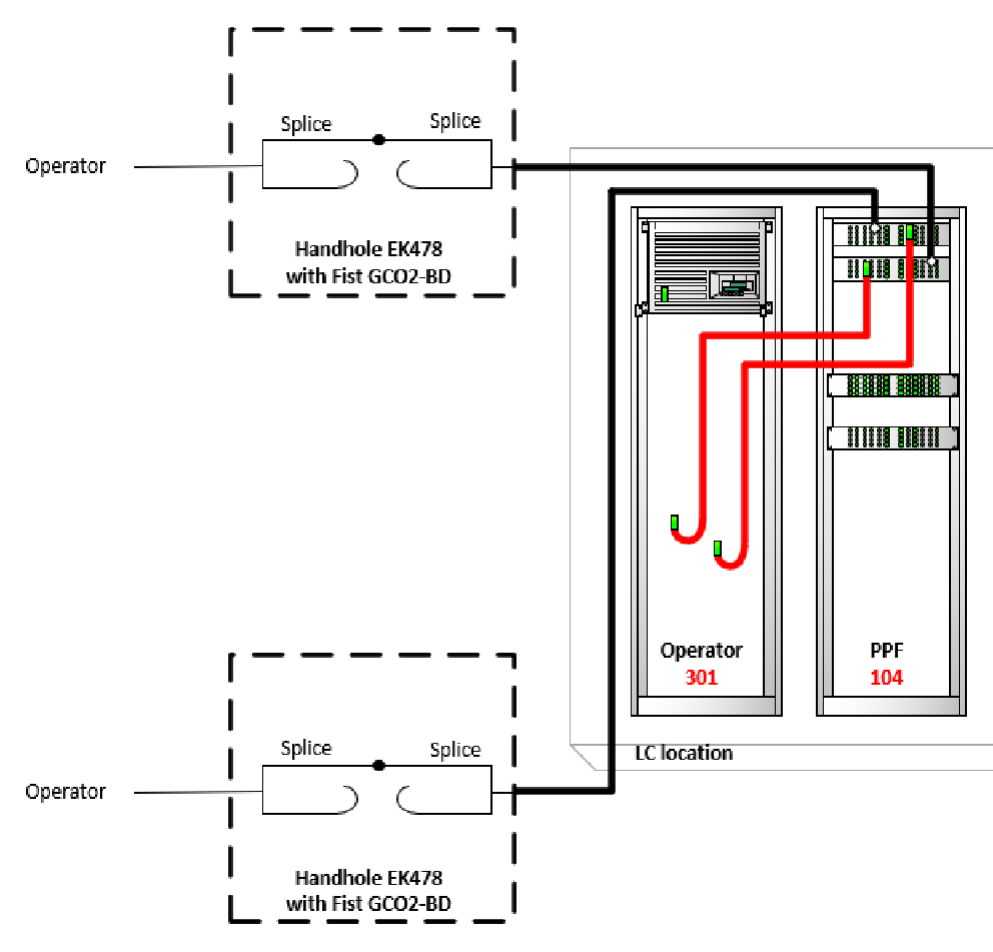 Splice
Splice
Operator
Handhole EK478
with Fist GCO2-BD
Operator
301
PPF
104
LC location
Splice
Splice
Operator
Handhole EK478
with Fist GCO2-BD